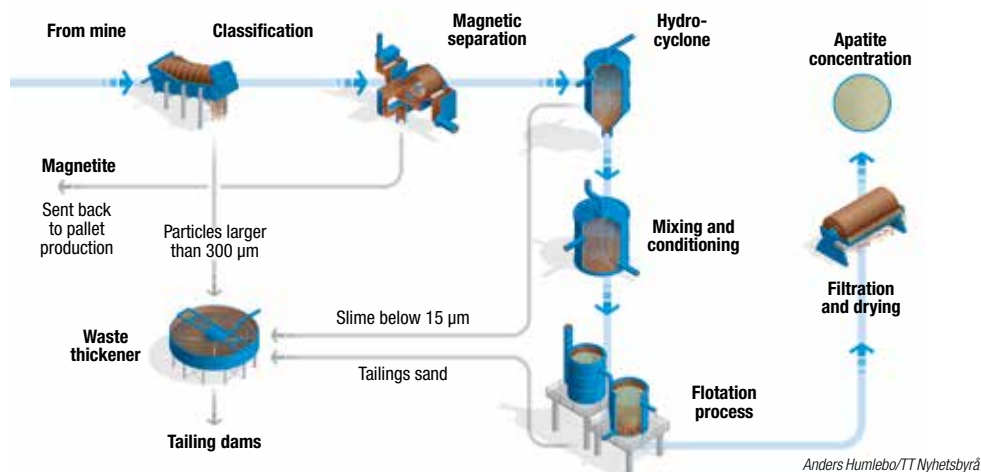 From mine
Classification
Magnetic
separation
Hydro-
cyclone
Apatite
concentration
Magnetite
Sent back
to pallet
production
Particles larger
than 300 µm
Mixing and
conditioning
Filtration
and drying
Waste
thickener
Slime below 15 µm
Tailings sand
Flotation
process
Tailing dams
Anders Humlebo/TT Nyhetsbyrå